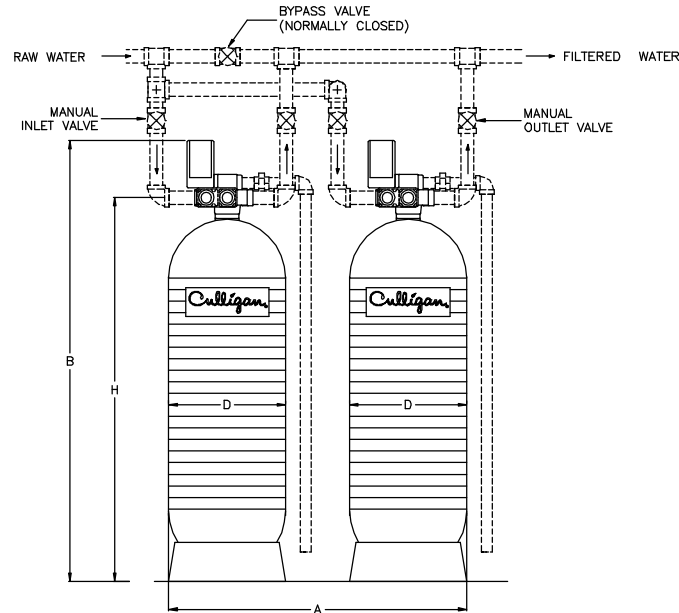 BYPASS VALVE
(NORMALLY CLOSED)
RAW WATER
FILTERED WATER
MANUAL
INLET VALVE
MANUAL
OUTLET VALVE
Culligan.
Culligan.
B
H
D
D
A